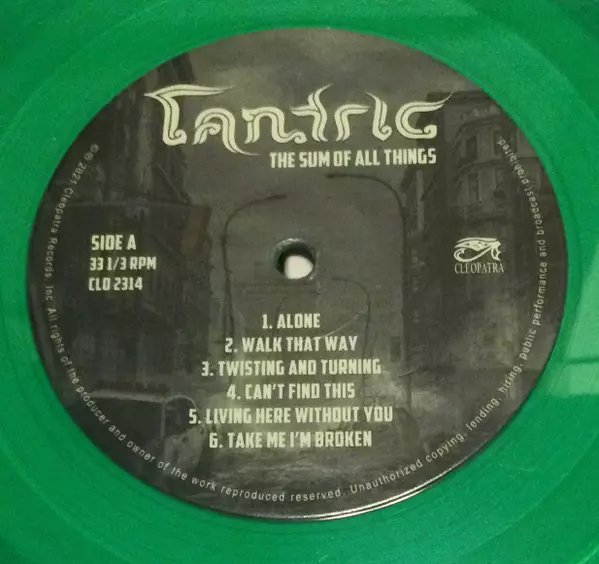 Tantric
THE SUM OF ALL THINGS
SIDE A
33 1/3 RPM
CLO 2314
CLEOPATRA
1. ALONE
2. WALK THAT WAY
3. TWISTING AND TURNING
4. CAN'T FIND THIS
5. LIVING HERE WITHOUT YOU
6. TAKE ME I'M BROKEN
℗© 2021 Cleopatra Records, Inc. All rights of the producer and owner of the work reproduced reserved. Unauthorized copying, lending, hiring, public performance and broadcast prohibited